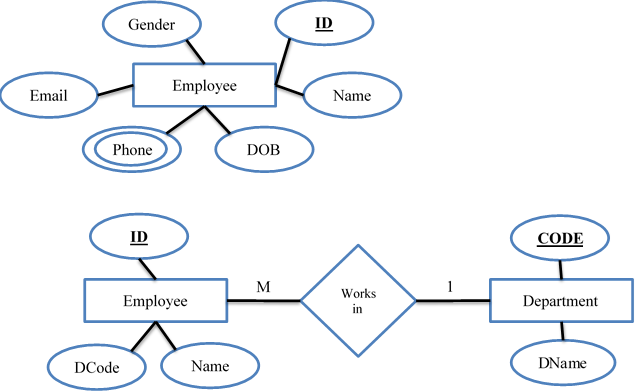 Gender
ID
Employee
Email
Name
Phone
DOB
ID
CODE
Employee
M
Works
in
1
Department
DCode
Name
DName